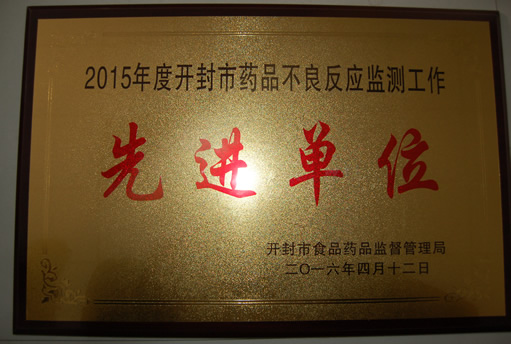 2015年度开封市药品不良反应监测工作
先进单位
开封市食品药品监督管理局
二〇一六年四月十二日